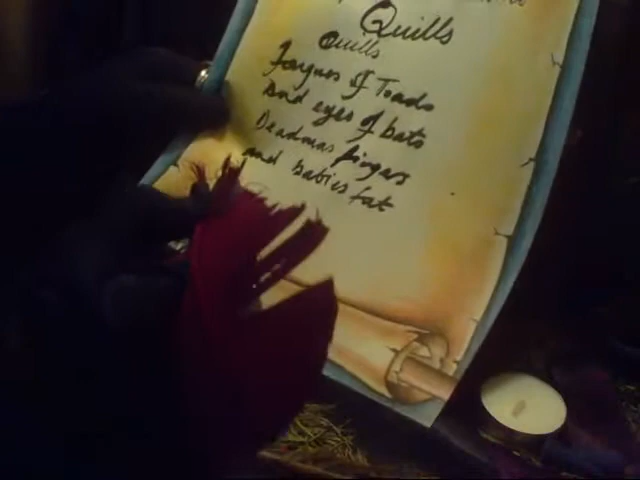 Quills
Quills
Tongues of Toads
And eyes of bats
Deadmans fingers
and babies fat